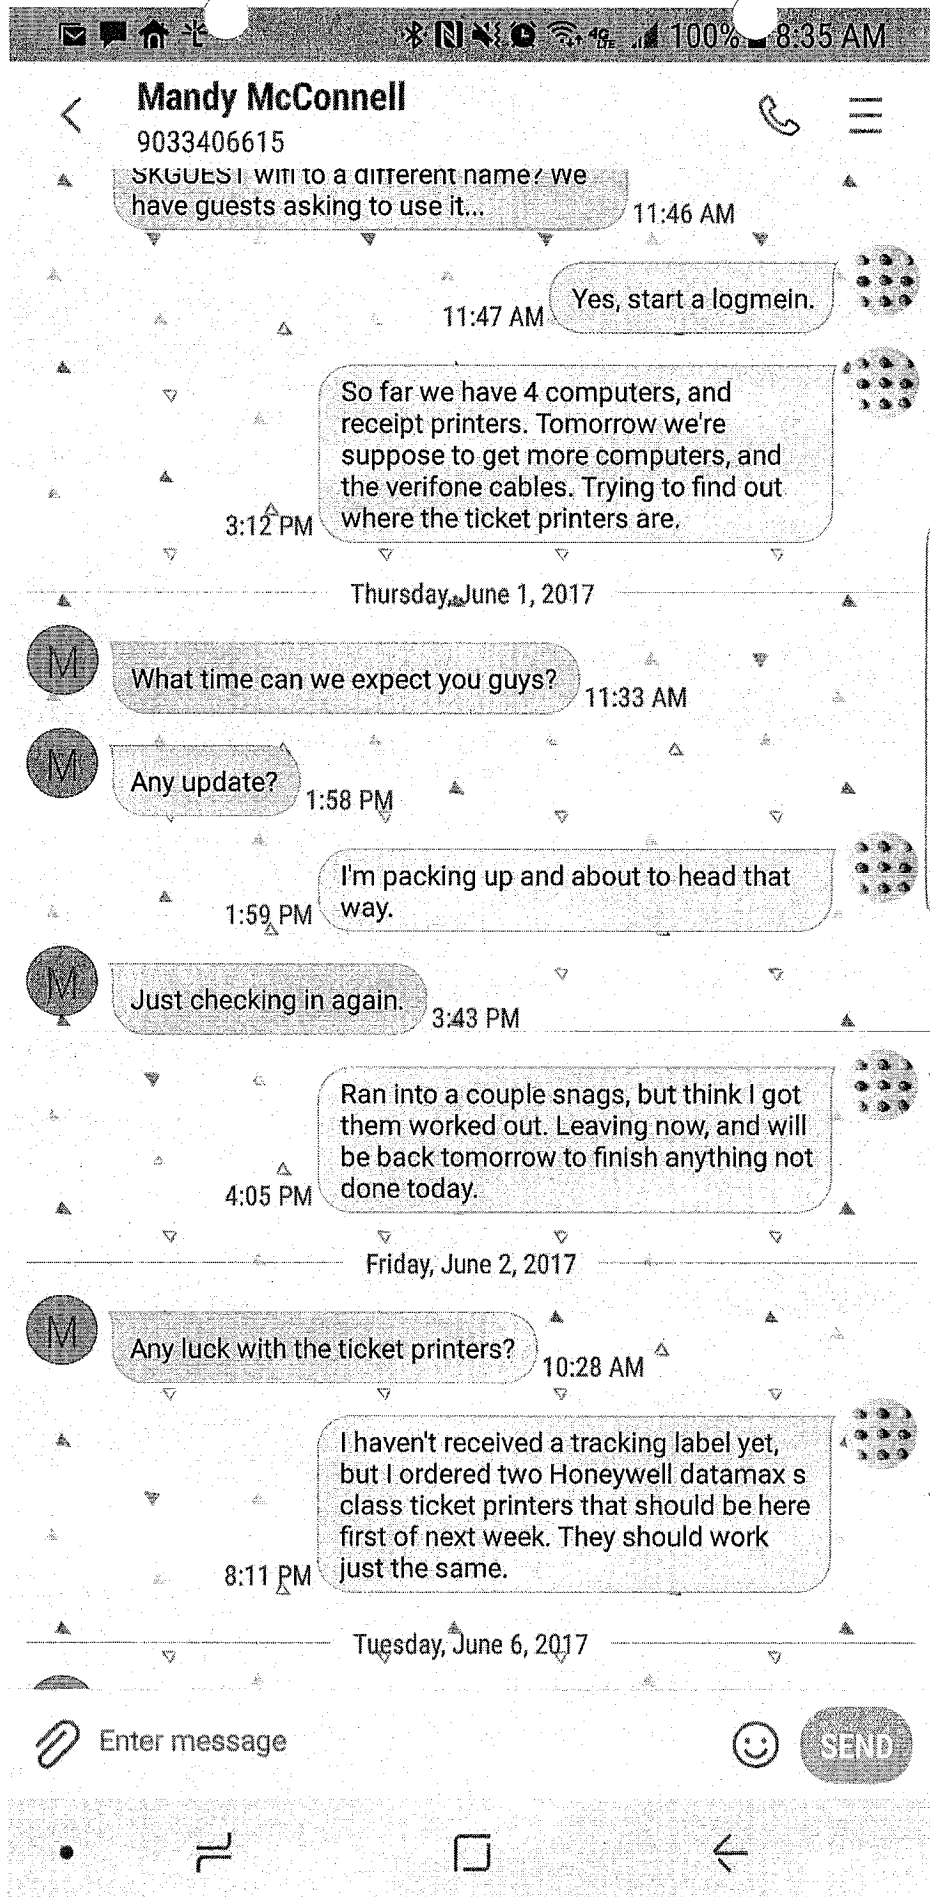 100% 8:35 AM
Mandy McConnell
9033406615
SKGUEST wifi to a different name? We
have guests asking to use it...
11:46 AM
Yes, start a logmein.
11:47 AM
So far we have 4 computers, and
receipt printers. Tomorrow we're
suppose to get more computers, and
the verifone cables. Trying to find out
where the ticket printers are.
3:12 PM
Thursday, June 1, 2017
M
What time can we expect you guys?
11:33 AM
M
Any update?
1:58 PM
I'm packing up and about to head that
way.
1:59 PM
M
Just checking in again.
3:43 PM
Ran into a couple snags, but think I got
them worked out. Leaving now, and will
be back tomorrow to finish anything not
done today.
4:05 PM
Friday, June 2, 2017
M
Any luck with the ticket printers?
10:28 AM
I haven't received a tracking label yet,
but I ordered two Honeywell datamax s
class ticket printers that should be here
first of next week. They should work
just the same.
8:11 PM
Tuesday, June 6, 2017
Enter message
SEND